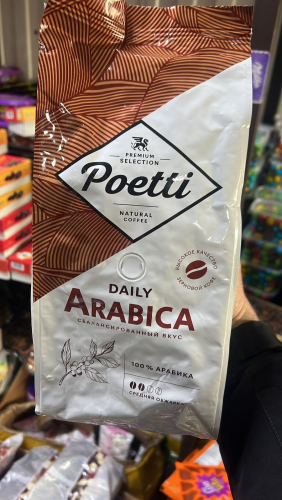 PREMIUM
SELECTION
Poetti
NATURAL
COFFEE
ВЫСОКОЕ КАЧЕСТВО
ЗЕРНОВОЙ КОФЕ
DAILY
ARABICA
СБАЛАНСИРОВАННЫЙ ВКУС
100% АРАБИКА
СРЕДНЯЯ ОБЖАРКА